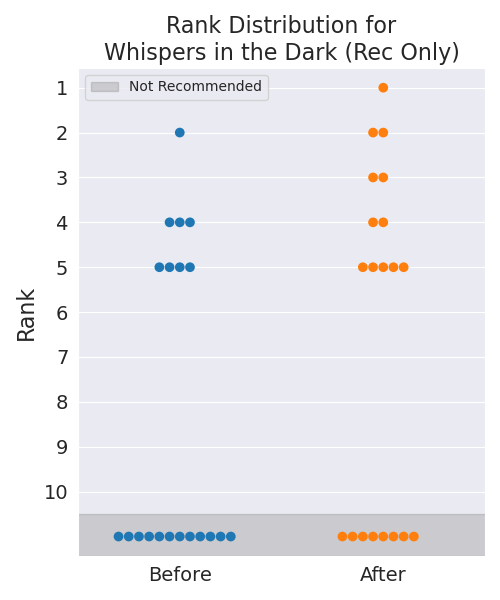 Rank Distribution for
Whispers in the Dark (Rec Only)
Not Recommended
Rank
1
2
3
4
5
6
7
8
9
10
Before
After